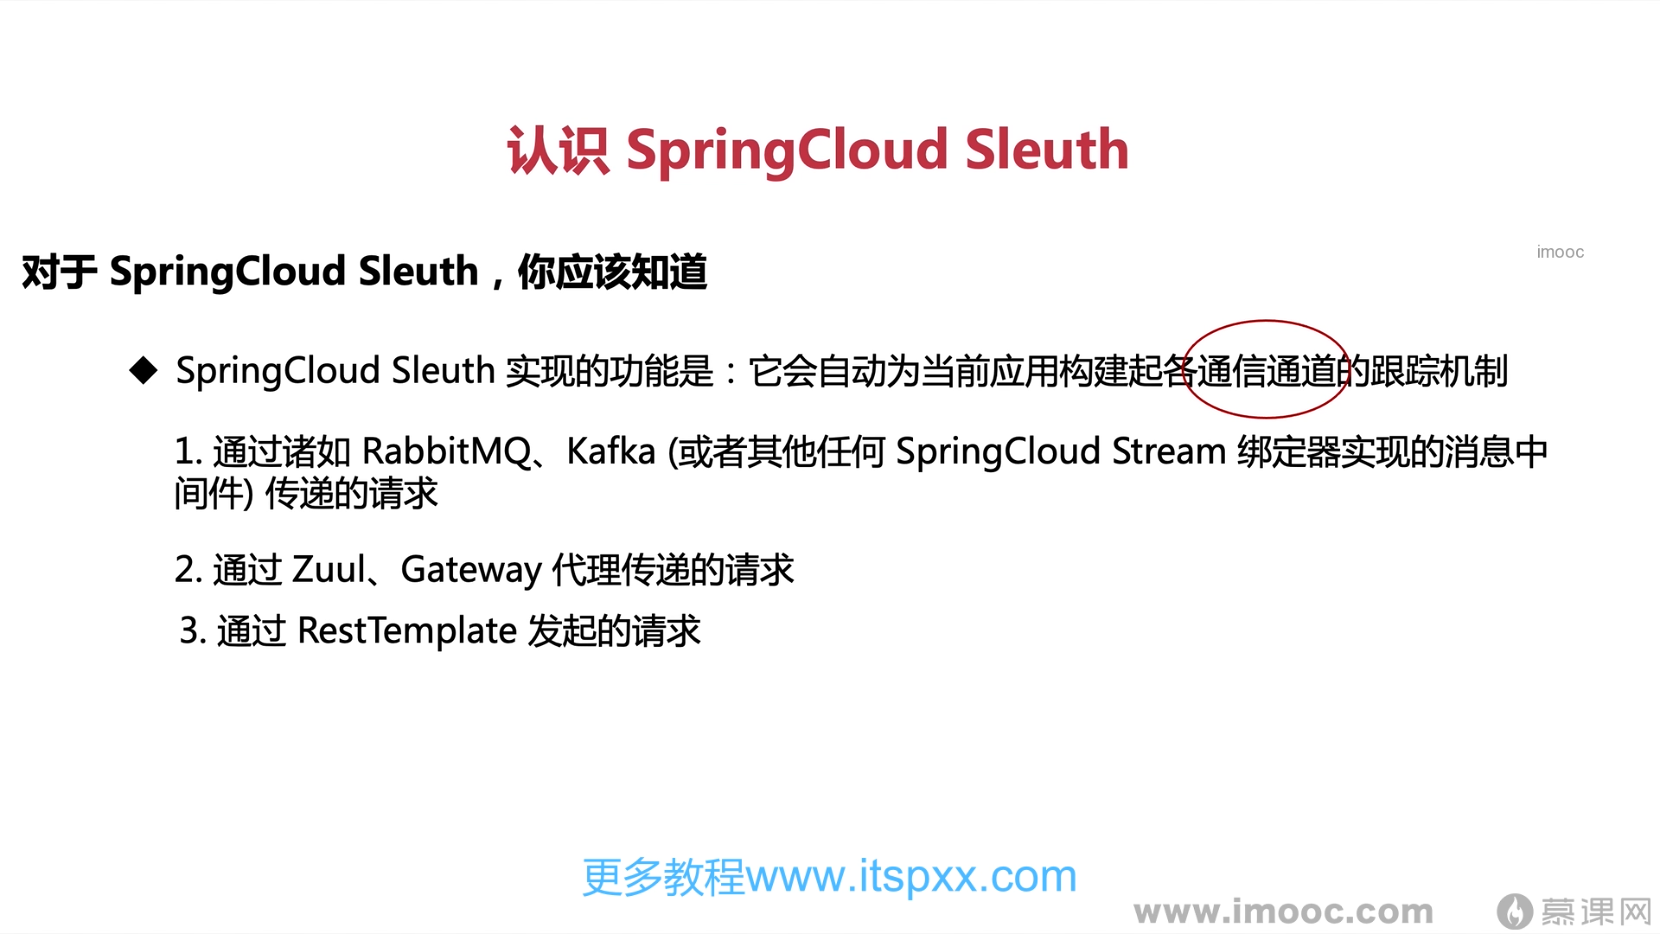 认识 SpringCloud Sleuth
对于 SpringCloud Sleuth，你应该知道
imooc
◆ SpringCloud Sleuth 实现的功能是：它会自动为当前应用构建起各通信通道的跟踪机制
1. 通过诸如 RabbitMQ、Kafka (或者其他任何 SpringCloud Stream 绑定器实现的消息中
间件) 传递的请求
2. 通过 Zuul、Gateway 代理传递的请求
3. 通过 RestTemplate 发起的请求
更多教程www.itspxx.com
www.imooc.com
慕课网